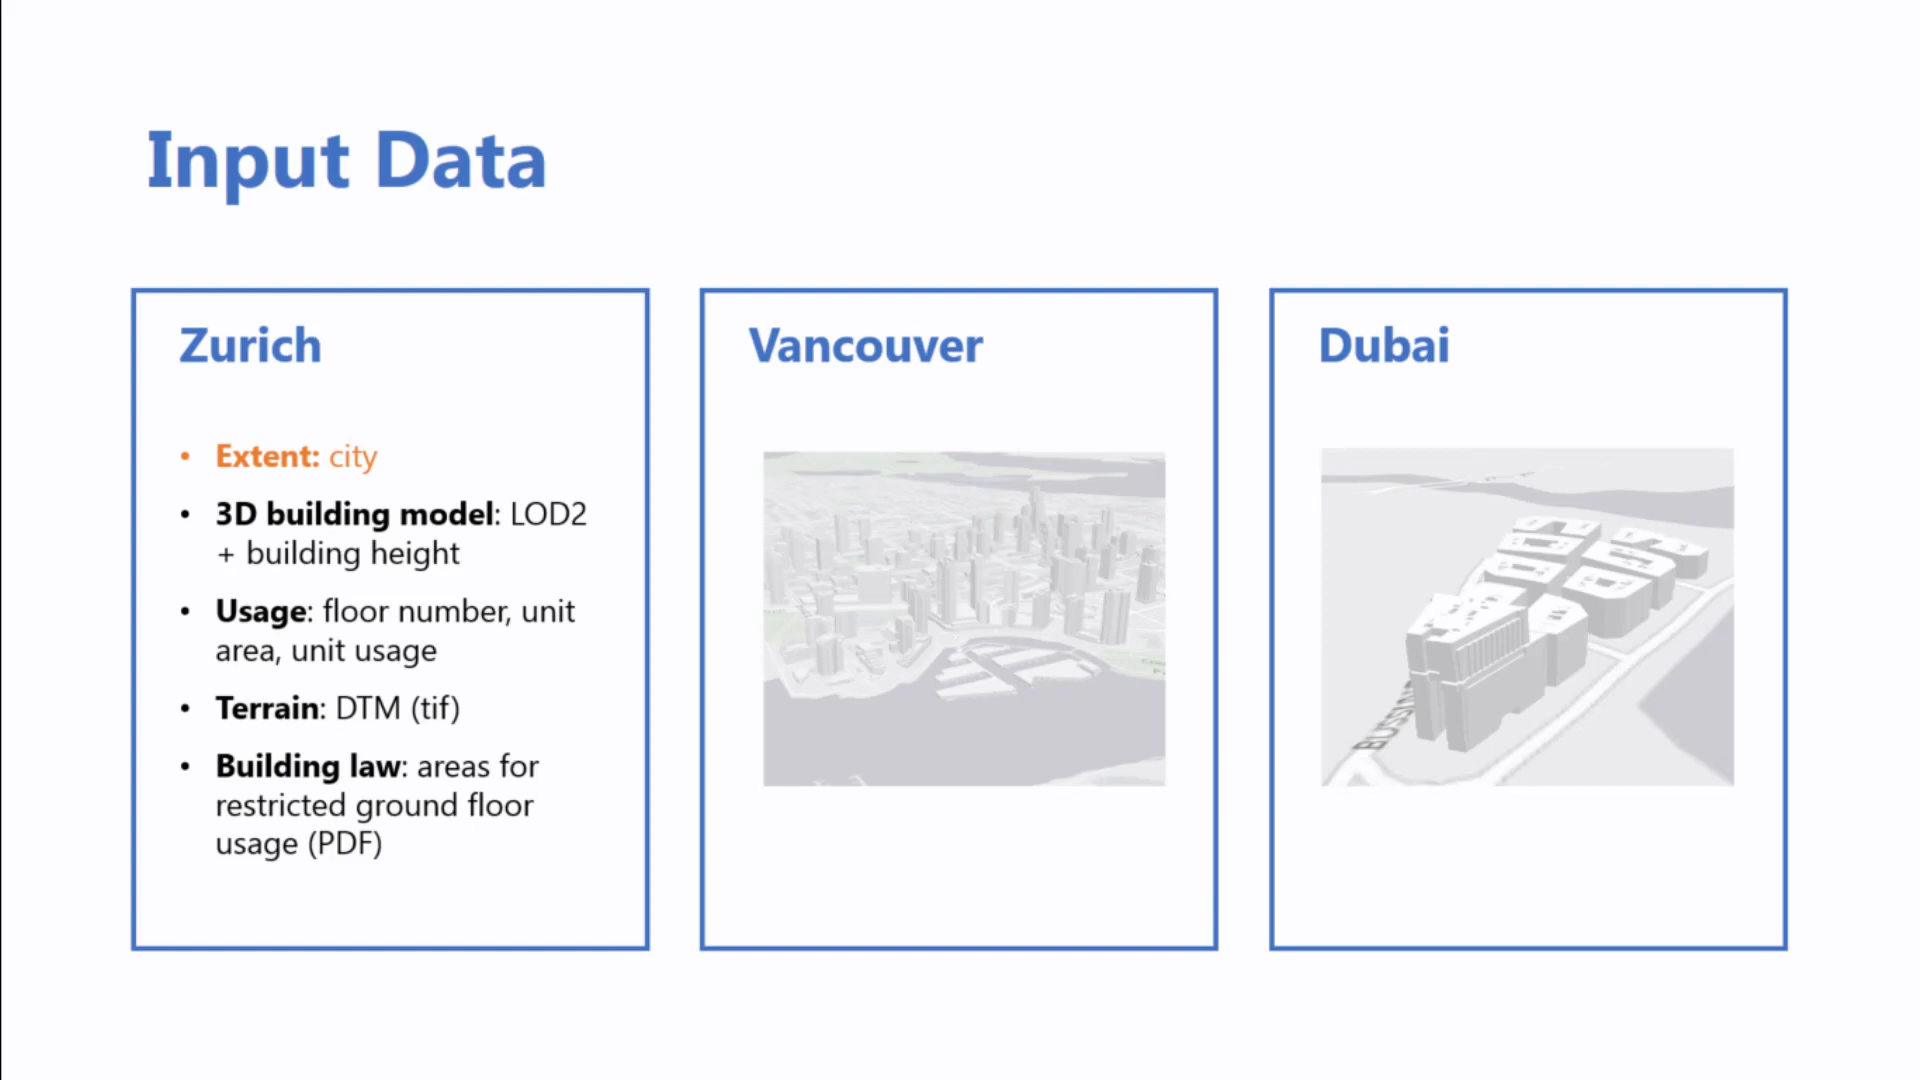 Input Data
Zurich
• Extent: city
• 3D building model: LOD2
+ building height
• Usage: floor number, unit
area, unit usage
• Terrain: DTM (tif)
• Building law: areas for
restricted ground floor
usage (PDF)
Vancouver
Dubai